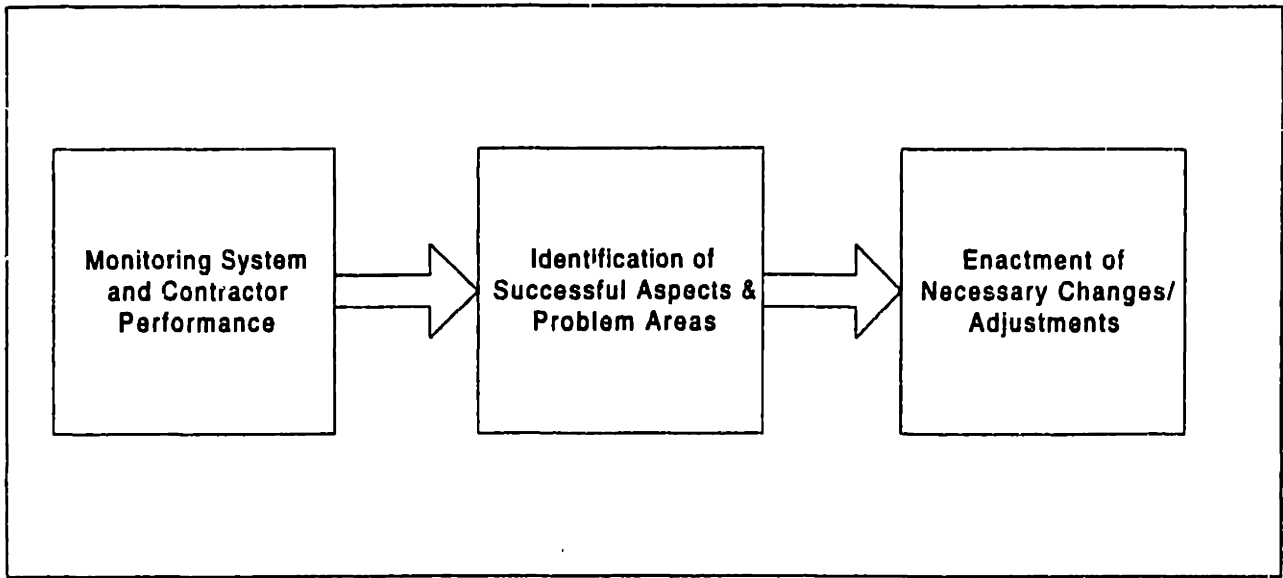 Monitoring System
and Contractor
Performance
Identification of
Successful Aspects &
Problem Areas
Enactment of
Necessary Changes/
Adjustments